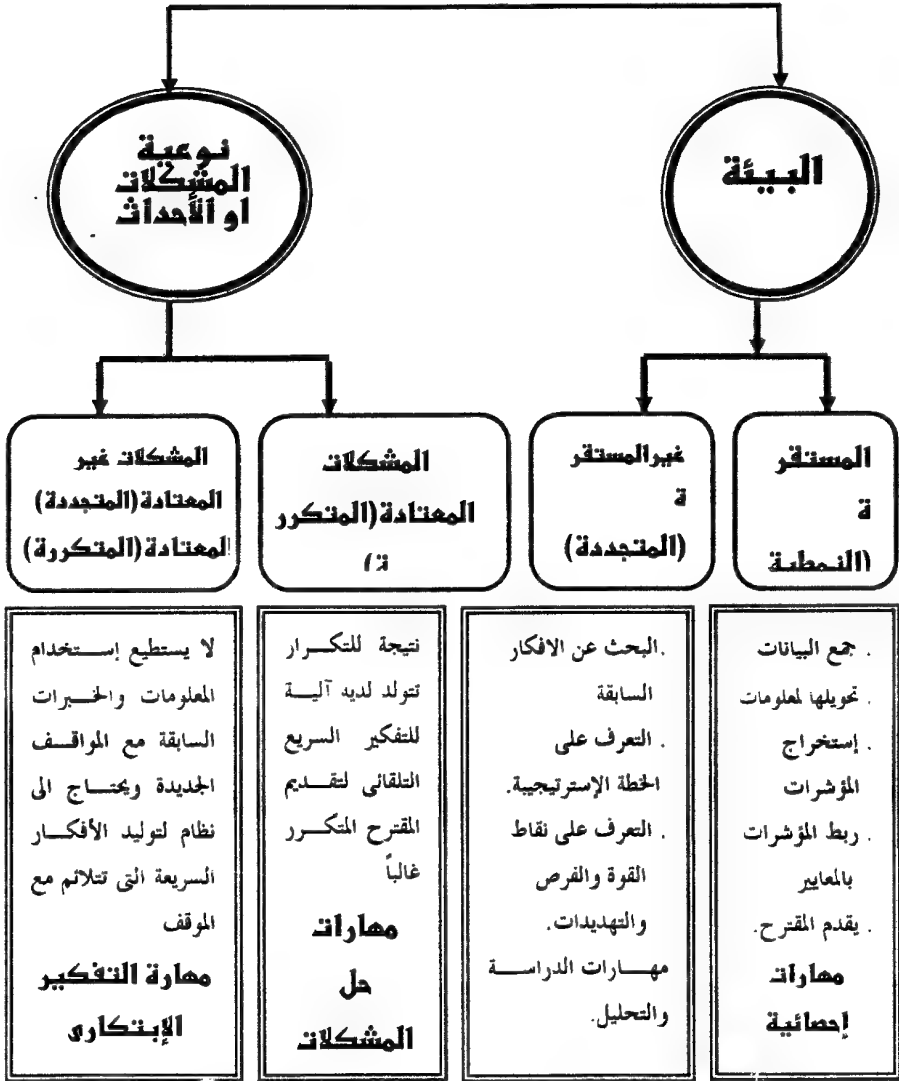 البيئة
نوعية
المشكلات
او الأحداث
المستقر
ة
(النمطية
غير المستقر
ة
(المتجددة)
المشكلات
المعتادة (المتكرر
ة)
المشكلات غير
المعتادة (المتجددة)
لمعتادة (المتكررة)
. جمع البيانات
. تحويلها لمعلومات
. إستخراج
المؤشرات
. ربط المؤشرات
بالمعايير
. يقدم المقترح.
مهارات
إحصائية
.البحث عن الافكار
السابقة
. التعرف على
الخطة الإسترتيجيبة.
. التعرف على نقاط
القوة والفرص
والتهديدات.
مهارات الدراسة
والتحليل.
نتيجة للتكرار
تتولد لديه آلية
للتفكير السريع
التلقائى لتقديم
المقترح المتكرر
غالباً
مهارات
حل
المشكلات
لا يستطيع إستخدام
المعلومات والخبرات
السابقة مع المواقف
الجديدة ويحتاج الى
نظام لتوليد الأفكار
السريعة التى تتلائم مع
الموقف
مهارة التفكير
الإبتكارى